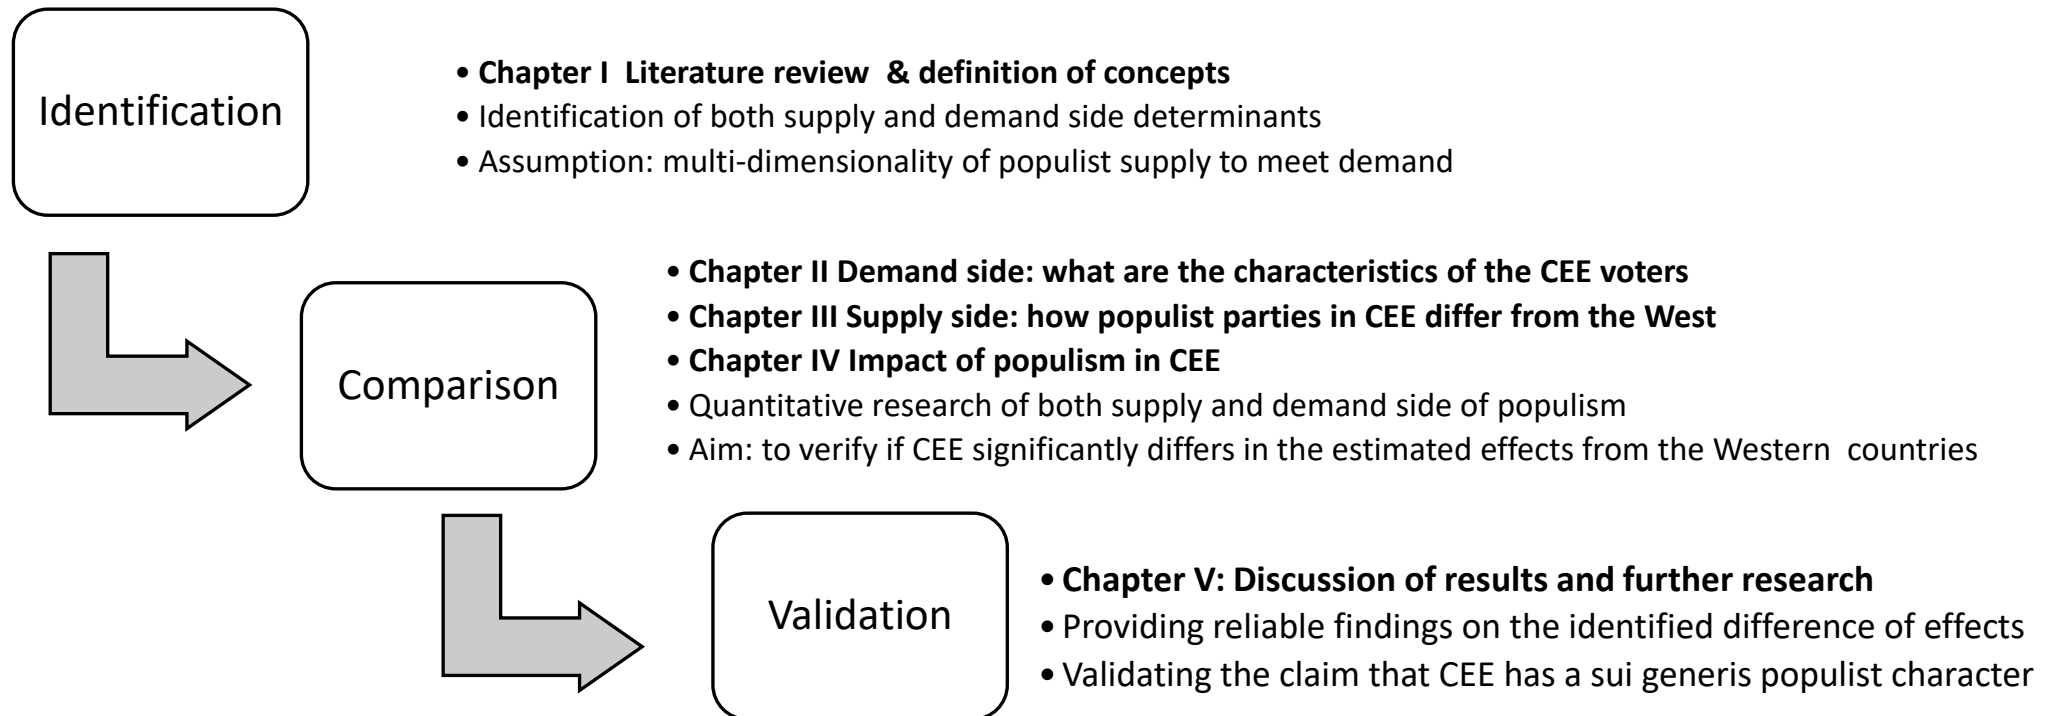 Identification
• Chapter I Literature review & definition of concepts
• Identification of both supply and demand side determinants
• Assumption: multi-dimensionality of populist supply to meet demand
Comparison
• Chapter II Demand side: what are the characteristics of the CEE voters
• Chapter III Supply side: how populist parties in CEE differ from the West
• Chapter IV Impact of populism in CEE
• Quantitative research of both supply and demand side of populism
• Aim: to verify if CEE significantly differs in the estimated effects from the Western countries
Validation
• Chapter V: Discussion of results and further research
• Providing reliable findings on the identified difference of effects
• Validating the claim that CEE has a sui generis populist character